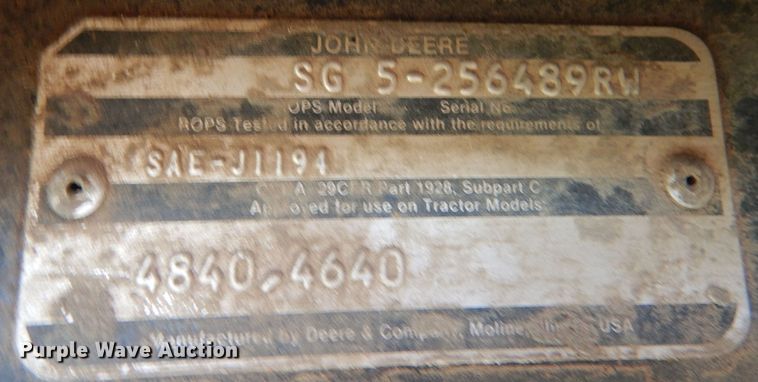 JOHN DEERE
SG 5-256489RW
OPS Model Serial No.
ROPS Tested in accordance with the requirements of
SAE-J1194
29CFR Part 1928, Subpart C
Approved for use on Tractor Models
4840,4640
Manufactured by Deere & Company, Moline, USA
Purple Wave Auction